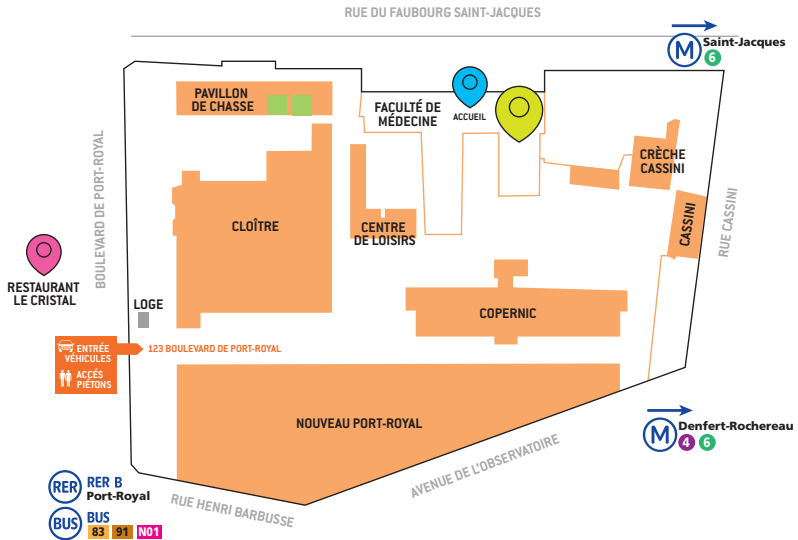 RUE DU FAUBOURG SAINT-JACQUES
M Saint-Jacques
6
PAVILLON
DE CHASSE
FACULTÉ DE
MÉDECINE
ACCUEIL
CRÈCHE
CASSINI
BOULEVARD DE PORT-ROYAL
CLOÎTRE
CENTRE
DE LOISIRS
CASSINI
RUE CASSINI
RESTAURANT
LE CRISTAL
LOGE
COPERNIC
ENTRÉE
VÉHICULES
123 BOULEVARD DE PORT-ROYAL
ACCÉS
PIÉTONS
NOUVEAU PORT-ROYAL
M Denfert-Rochereau
4 6
AVENUE DE L'OBSERVATOIRE
RUE HENRI BARBUSSE
RER RER B
Port-Royal
BUS BUS
83 91 N01